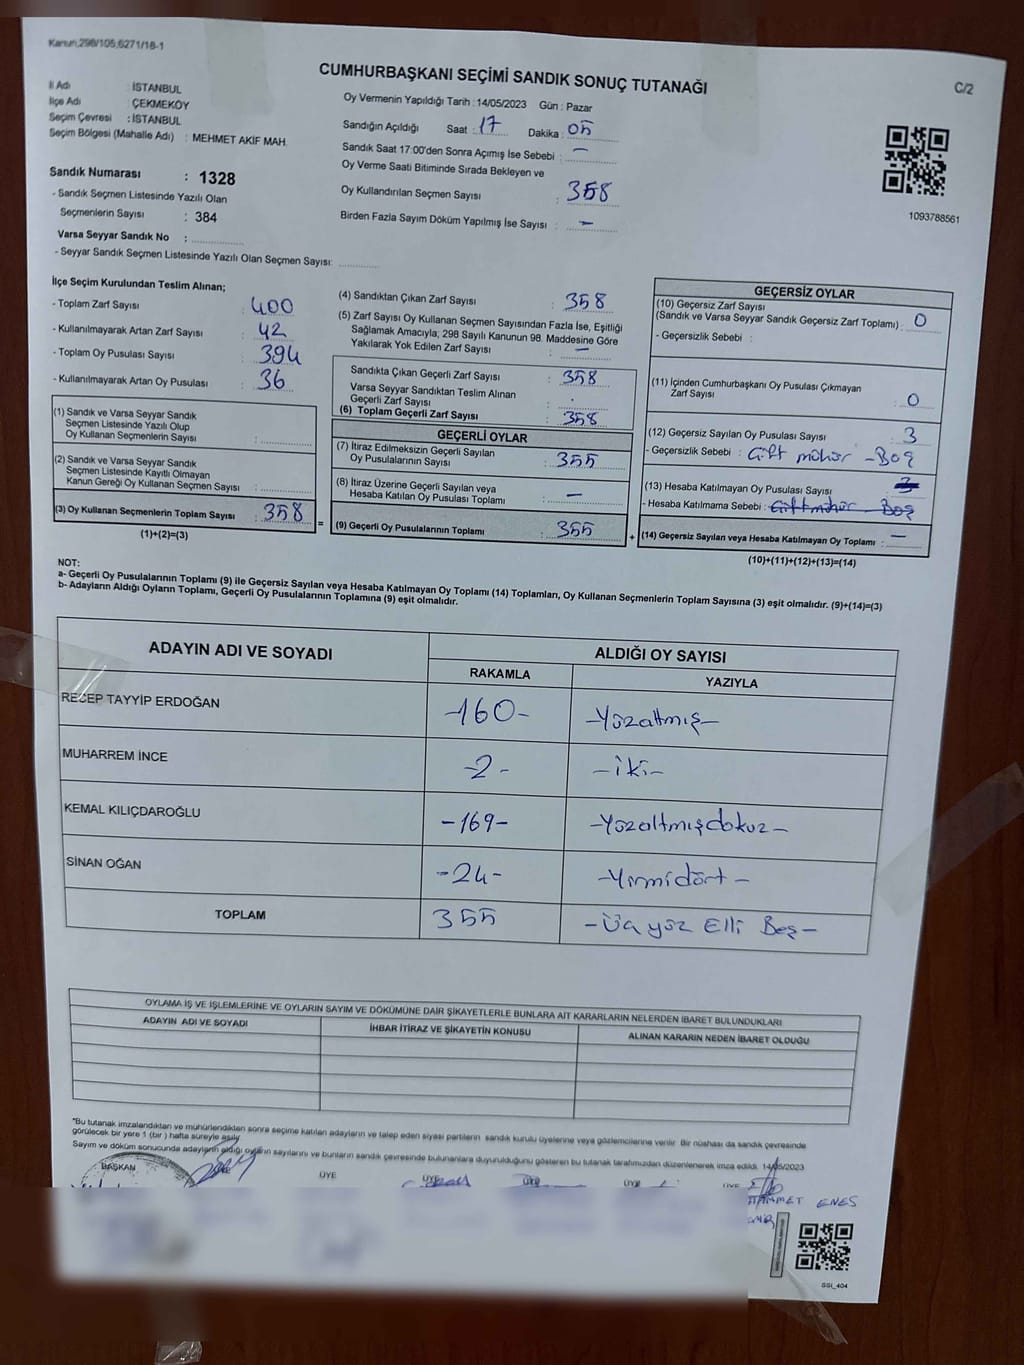 Kanun,298/105,6271/18-1
CUMHURBAŞKANI SEÇİMİ SANDIK SONUÇ TUTANAĞI
C/2
İl Adı : İSTANBUL
İlçe Adı : ÇEKMEKÖY
Seçim Çevresi : İSTANBUL
Seçim Bölgesi (Mahalle Adı) : MEHMET AKİF MAH.
Sandık Numarası : 1328
- Sandık Seçmen Listesinde Yazılı Olan
Seçmenlerin Sayısı : 384
Varsa Seyyar Sandık No :
- Seyyar Sandık Seçmen Listesinde Yazılı Olan Seçmen Sayısı:
Oy Vermenin Yapıldığı Tarih : 14/05/2023 Gün : Pazar
Sandığın Açıldığı Saat : 17 Dakika : 05
Sandık Saat 17:00'den Sonra Açımış İse Sebebi : -
Oy Verme Saati Bitiminde Sırada Bekleyen ve
Oy Kullandırılan Seçmen Sayısı : 358
Birden Fazla Sayım Döküm Yapılmış İse Sayısı : -
1093788561
İlçe Seçim Kurulundan Teslim Alınan;
- Toplam Zarf Sayısı : 400
- Kullanılmayarak Artan Zarf Sayısı : 42
- Toplam Oy Pusulası Sayısı : 394
- Kullanılmayarak Artan Oy Pusulası : 36
(1) Sandık ve Varsa Seyyar Sandık
Seçmen Listesinde Yazılı Olup
Oy Kullanan Seçmenlerin Sayısı :
(2) Sandık ve Varsa Seyyar Sandık
Seçmen Listesinde Kayıtlı Olmayan
Kanun Gereği Oy Kullanan Seçmen Sayısı :
(3) Oy Kullanan Seçmenlerin Toplam Sayısı : 358
(1)+(2)=(3)
=
(4) Sandıktan Çıkan Zarf Sayısı : 358
(5) Zarf Sayısı Oy Kullanan Seçmen Sayısından Fazla İse, Eşitliği
Sağlamak Amacıyla; 298 Sayılı Kanunun 98. Maddesine Göre
Yakılarak Yok Edilen Zarf Sayısı : -
Sandıkta Çıkan Geçerli Zarf Sayısı : 358
Varsa Seyyar Sandıktan Teslim Alınan
Geçerli Zarf Sayısı :
(6) Toplam Geçerli Zarf Sayısı : 358
GEÇERLİ OYLAR
(7) İtiraz Edilmeksizin Geçerli Sayılan
Oy Pusulalarının Sayısı : 355
(8) İtiraz Üzerine Geçerli Sayılan veya
Hesaba Katılan Oy Pusulası Toplamı : -
(9) Geçerli Oy Pusulalarının Toplamı : 355
+
GEÇERSİZ OYLAR
(10) Geçersiz Zarf Sayısı
(Sandık ve Varsa Seyyar Sandık Geçersiz Zarf Toplamı) : 0
- Geçersizlik Sebebi :
(11) İçinden Cumhurbaşkanı Oy Pusulası Çıkmayan
Zarf Sayısı : 0
(12) Geçersiz Sayılan Oy Pusulası Sayısı : 3
- Geçersizlik Sebebi : Çift mühür - Boş
(13) Hesaba Katılmayan Oy Pusulası Sayısı : 3
- Hesaba Katılmama Sebebi : Çift mühür - Boş
(14) Geçersiz Sayılan veya Hesaba Katılmayan Oy Toplamı : -
(10)+(11)+(12)+(13)=(14)
NOT:
a- Geçerli Oy Pusulalarının Toplamı (9) ile Geçersiz Sayılan veya Hesaba Katılmayan Oy Toplamı (14) Toplamları, Oy Kullanan Seçmenlerin Toplam Sayısına (3) eşit olmalıdır. (9)+(14)=(3)
b- Adayların Aldığı Oyların Toplamı, Geçerli Oy Pusulalarının Toplamına (9) eşit olmalıdır.
ADAYIN ADI VE SOYADI
ALDIĞI OY SAYISI
RAKAMLA YAZIYLA
RECEP TAYYİP ERDOĞAN -160- -Yüzaltmış-
MUHARREM İNCE -2- -iki-
KEMAL KILIÇDAROĞLU -169- -Yüzaltmışdokuz-
SİNAN OĞAN -24- -Yirmidört-
TOPLAM 355 -Üç yüz Elli Beş-
OYLAMA İŞ VE İŞLEMLERİNE VE OYLARIN SAYIM VE DÖKÜMÜNE DAİR ŞİKAYETLERLE BUNLARA AİT KARARLARIN NELERDEN İBARET BULUNDUKLARI
ADAYIN ADI VE SOYADI İHBAR İTİRAZ VE ŞİKAYETİN KONUSU ALINAN KARARIN NEDEN İBARET OLDUĞU
"Bu tutanak imzalandıktan ve mühürlendikten sonra seçime katılan adayların ve talep eden siyasi partilerin sandık kurulu üyelerine veya gözlemcilerine verilir. Bir nüshası da sandık çevresinde
görülecek bir yere 1 (bir) hafta süreyle asılır.
Sayım ve döküm sonucunda adayların aldığı oyların sayılarını ve bunların sandık çevresinde bulunanlara duyurulduğunu gösteren bu tutanak tarafımızdan düzenlenerek imza edildi. 14/05/2023
BAŞKAN ÜYE ÜYE ÜYE ÜYE ÜYE
ENES
SSI_404